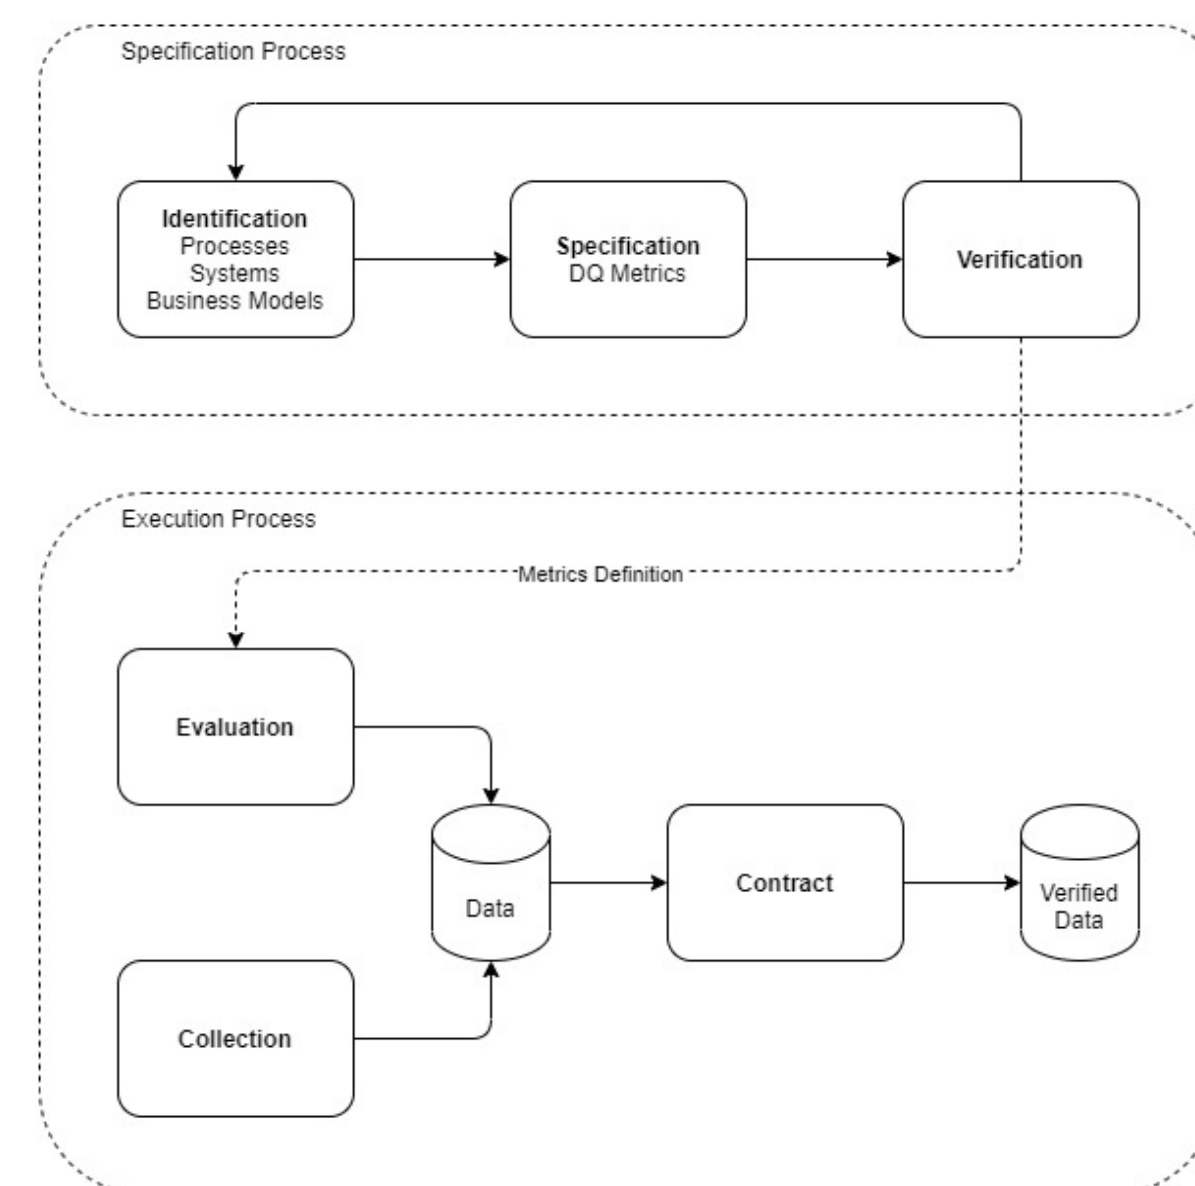 Specification Process
Identification
Processes
Systems
Business Models
Specification
DQ Metrics
Verification
Execution Process
Metrics Definition
Evaluation
Data
Contract
Verified
Data
Collection